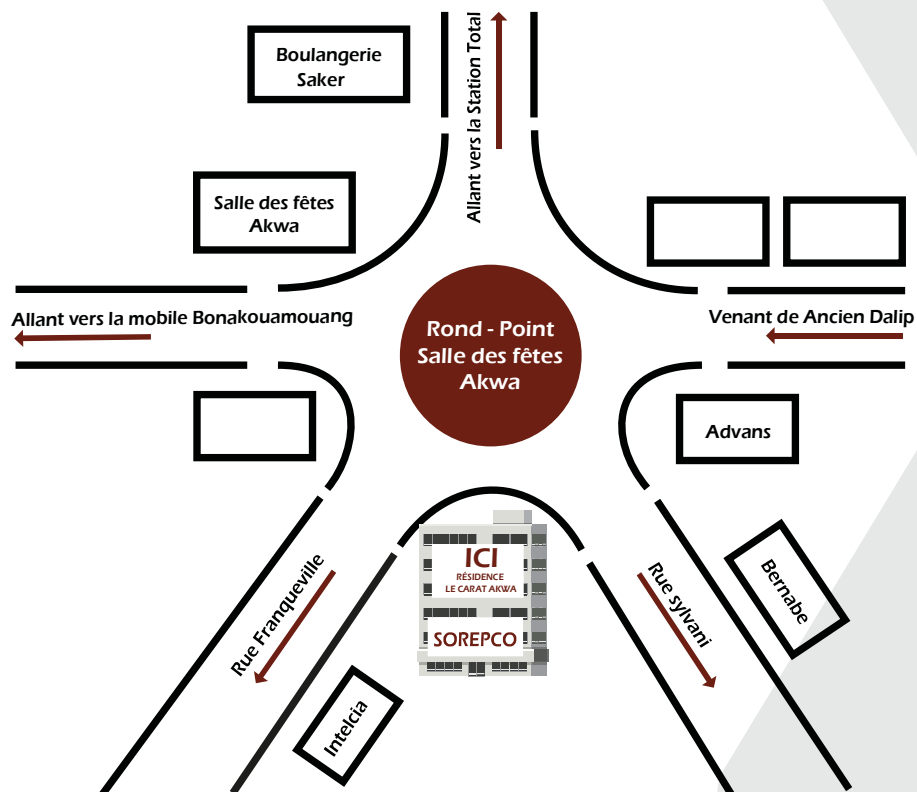 Boulangerie
Saker
Allant vers la Station Total
Salle des fêtes
Akwa
Allant vers la mobile Bonakouamouang
Rond - Point
Salle des fêtes
Akwa
Venant de Ancien Dalip
Advans
ICI
RÉSIDENCE
LE CARAT AKWA
SOREPCO
Rue Franqueville
Rue sylvani
Bernabe
Intelcia